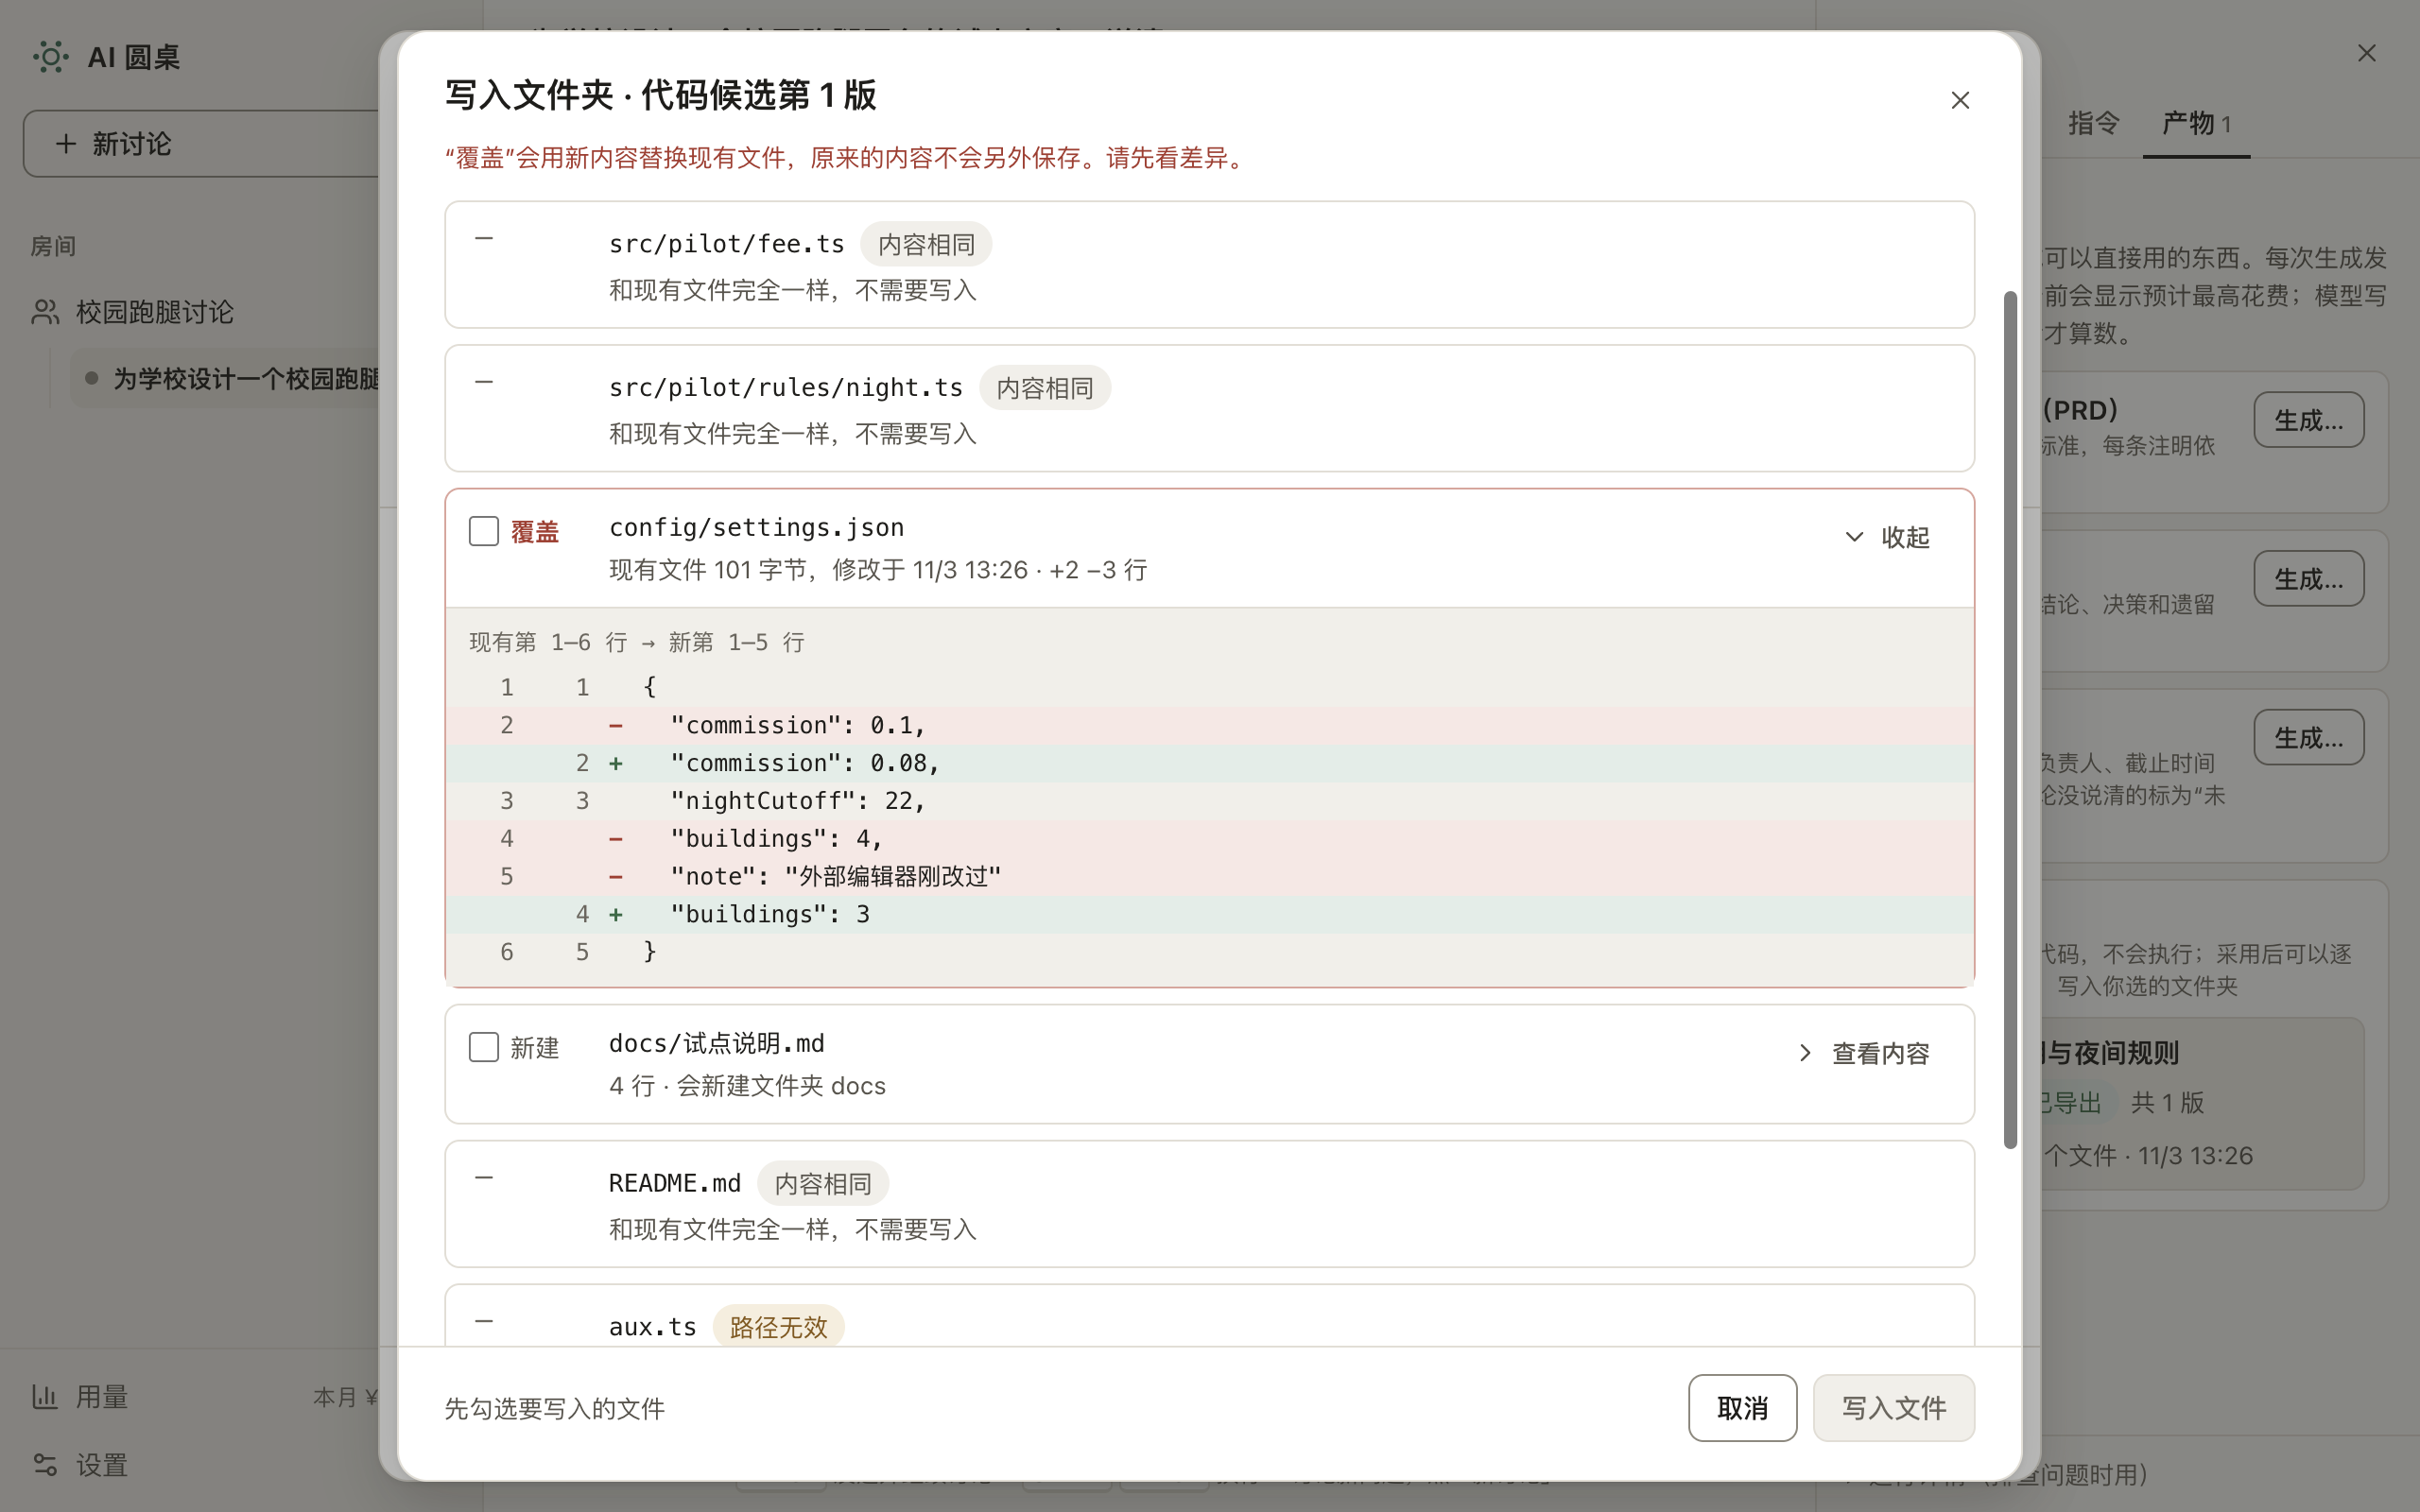 AI 圆桌
新讨论
房间
校园跑腿讨论
为学校设计一个校园跑腿
用量
本月 ¥
设置
写入文件夹 · 代码候选第 1 版
“覆盖”会用新内容替换现有文件，原来的内容不会另外保存。请先看差异。
src/pilot/fee.ts 内容相同
和现有文件完全一样，不需要写入
src/pilot/rules/night.ts 内容相同
和现有文件完全一样，不需要写入
覆盖 config/settings.json
现有文件 101 字节，修改于 11/3 13:26 · +2 −3 行
收起
现有第 1–6 行 → 新第 1–5 行
1 1 {
2 − "commission": 0.1,
2 + "commission": 0.08,
3 3 "nightCutoff": 22,
4 − "buildings": 4,
5 − "note": "外部编辑器刚改过"
4 + "buildings": 3
6 5 }
新建 docs/试点说明.md
4 行 · 会新建文件夹 docs
查看内容
README.md 内容相同
和现有文件完全一样，不需要写入
aux.ts 路径无效
先勾选要写入的文件
取消
写入文件
指令
产物 1
可以直接用的东西。每次生成发
前会显示预计最高花费；模型写
才算数。
(PRD)
标准，每条注明依
生成...
结论、决策和遗留
生成...
负责人、截止时间
没说清的标为“未
生成...
代码，不会执行；采用后可以逐
写入你选的文件夹
与夜间规则
已导出 共 1 版
个文件 · 11/3 13:26
问题时用）